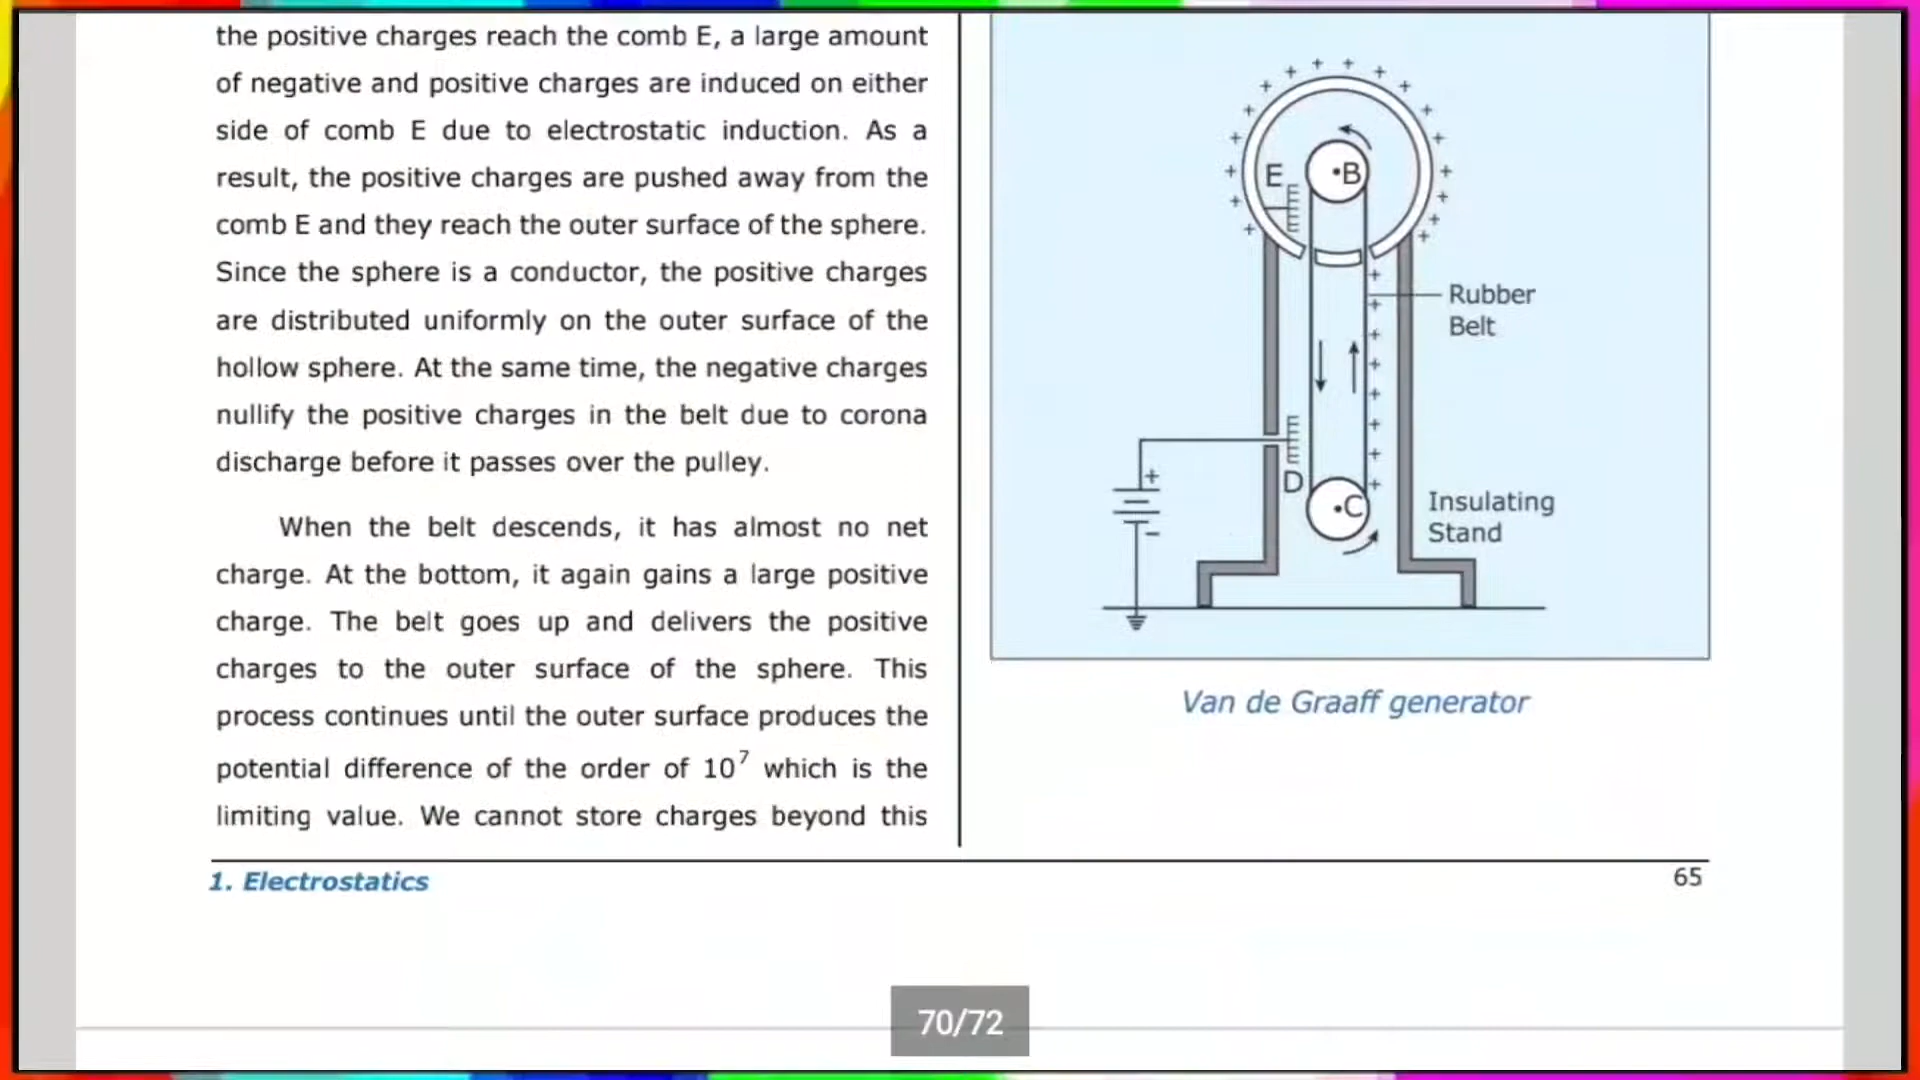 the positive charges reach the comb E, a large amount
of negative and positive charges are induced on either
side of comb E due to electrostatic induction. As a
result, the positive charges are pushed away from the
comb E and they reach the outer surface of the sphere.
Since the sphere is a conductor, the positive charges
are distributed uniformly on the outer surface of the
hollow sphere. At the same time, the negative charges
nullify the positive charges in the belt due to corona
discharge before it passes over the pulley.
When the belt descends, it has almost no net
charge. At the bottom, it again gains a large positive
charge. The belt goes up and delivers the positive
charges to the outer surface of the sphere. This
process continues until the outer surface produces the
potential difference of the order of 10⁷ which is the
limiting value. We cannot store charges beyond this
E
B
Rubber
Belt
D
C
+
−
Insulating
Stand
Van de Graaff generator
1. Electrostatics
65
70/72